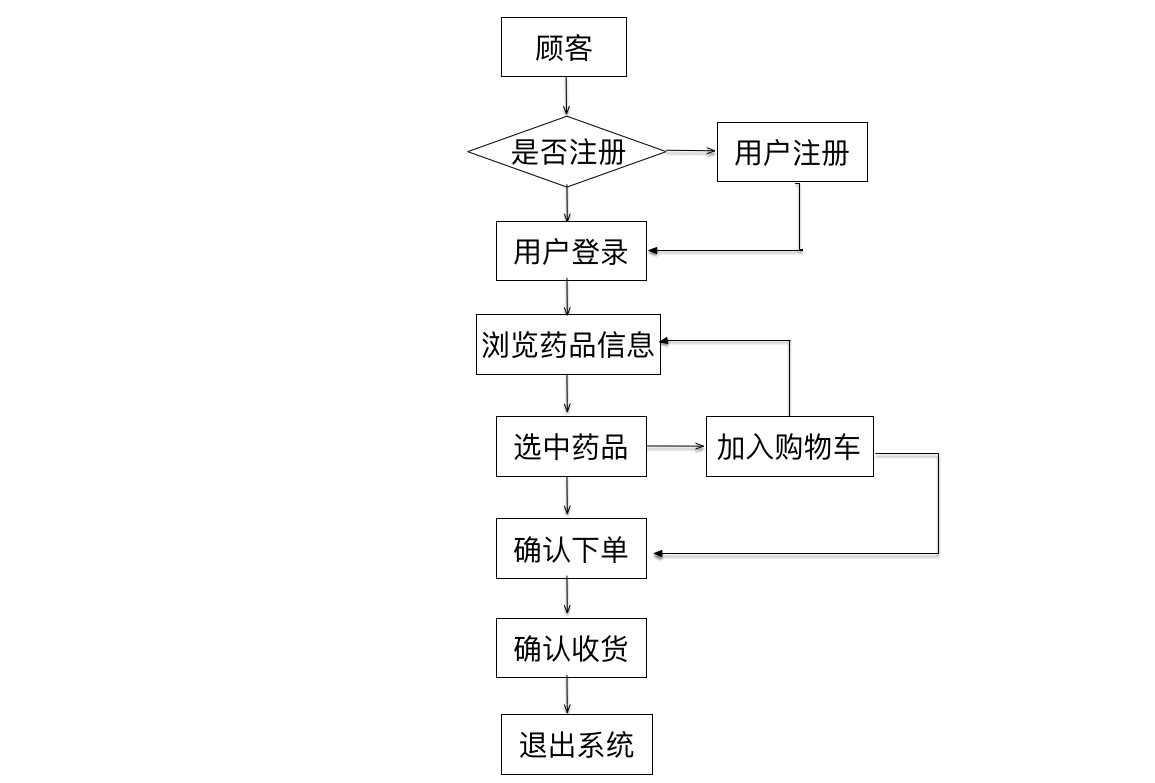 顾客
是否注册
用户注册
用户登录
浏览药品信息
选中药品
加入购物车
确认下单
确认收货
退出系统